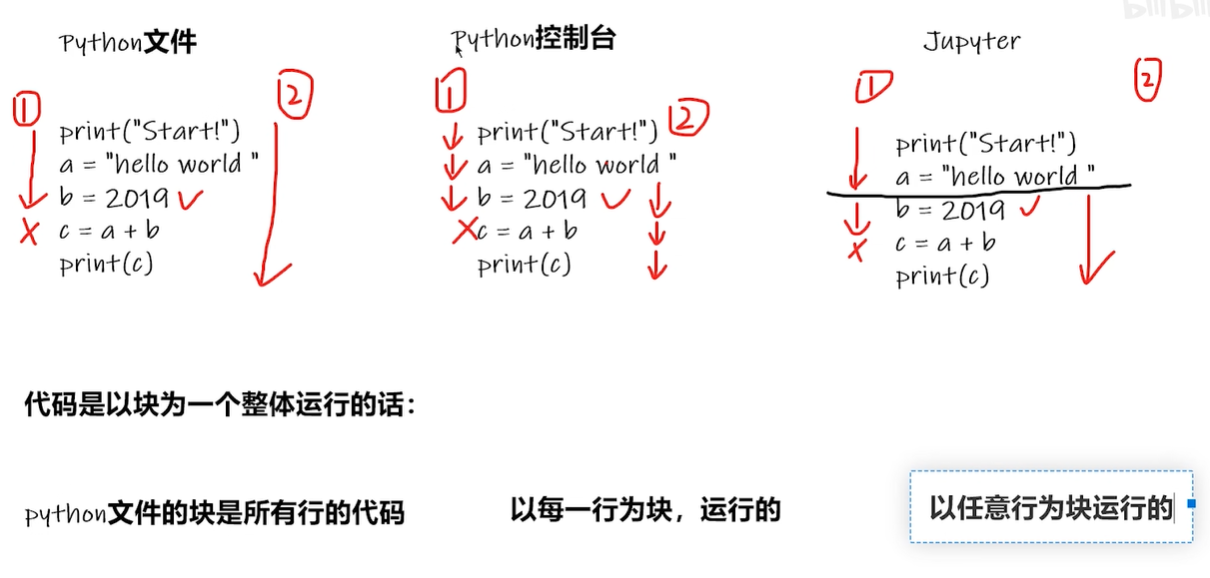 Python文件
①
②
print("Start!")
a = "hello world "
b = 2019
c = a + b
print(c)
Python控制台
①
②
print("Start!")
a = "hello world "
b = 2019
c = a + b
print(c)
Jupyter
①
②
print("Start!")
a = "hello world "
b = 2019
c = a + b
print(c)
代码是以块为一个整体运行的话：
python文件的块是所有行的代码
以每一行为块，运行的
以任意行为块运行的